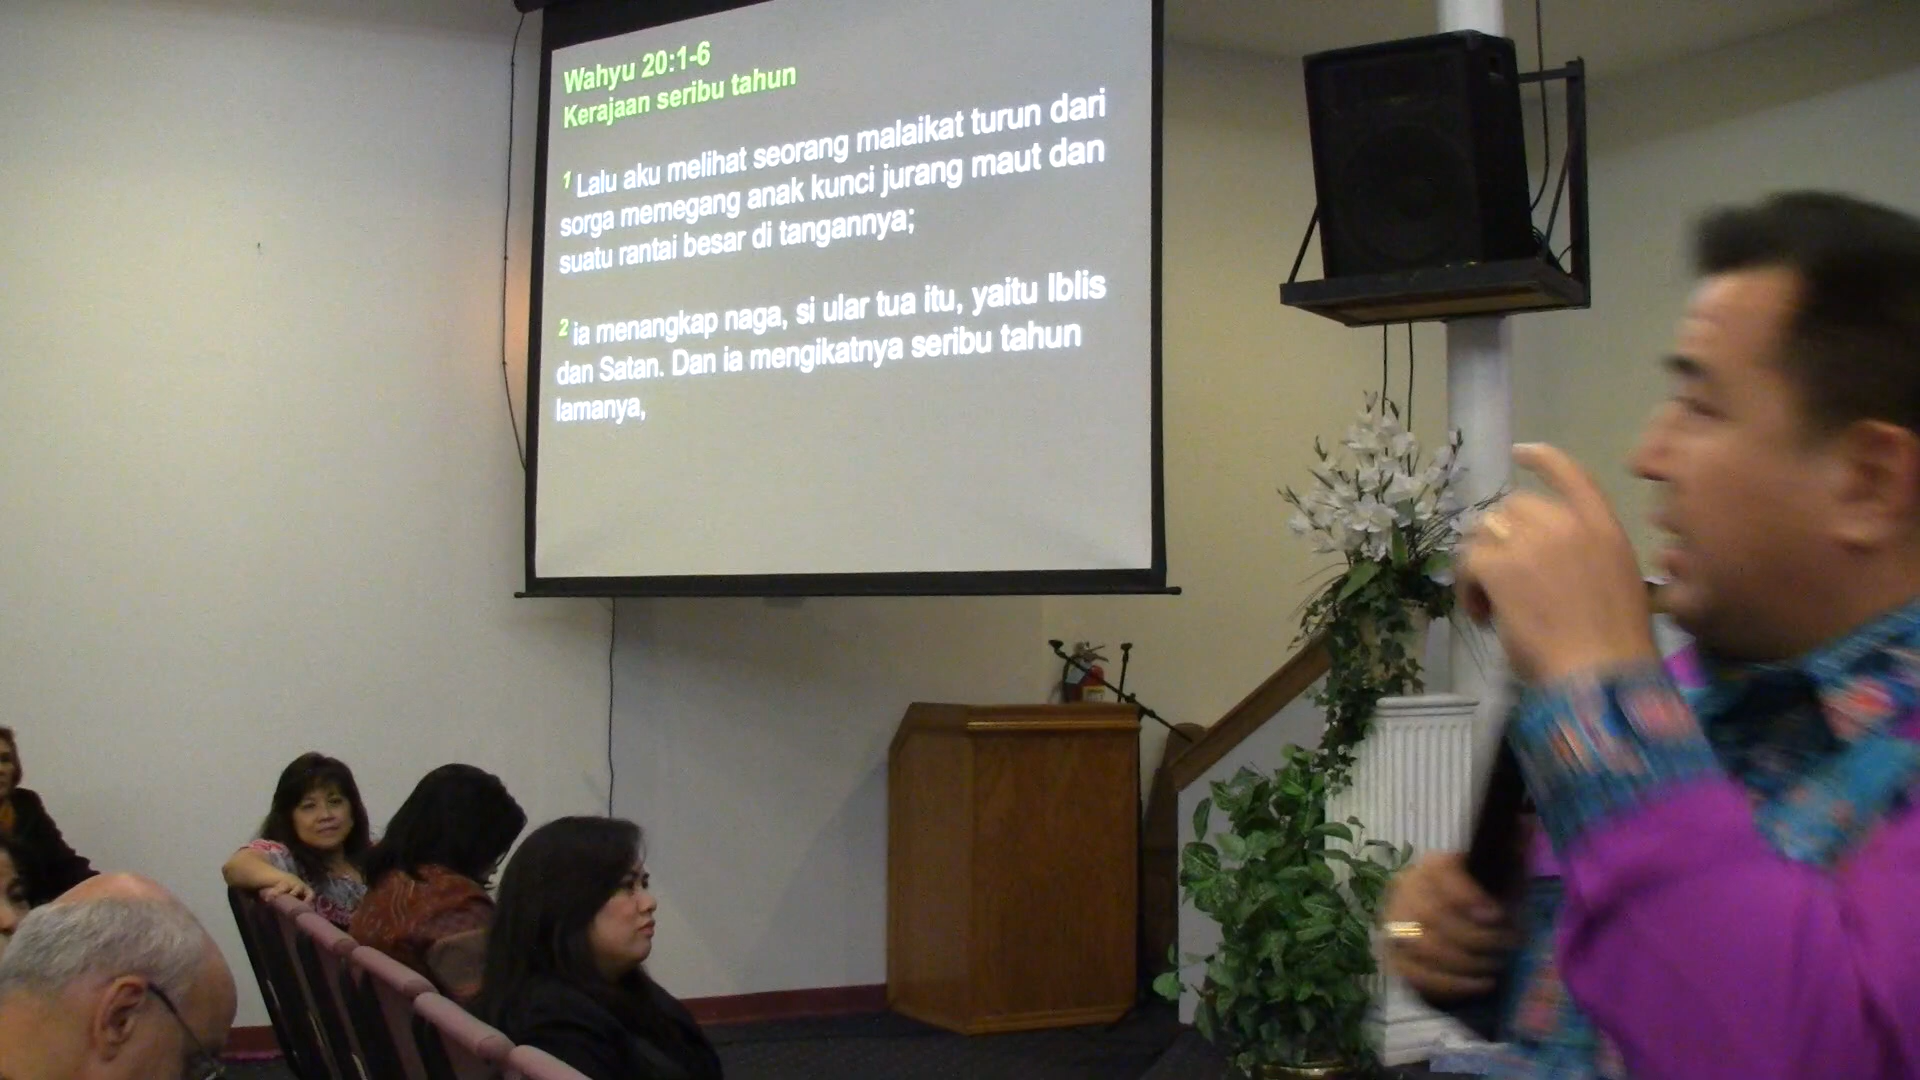 Wahyu 20:1-6
Kerajaan seribu tahun
1 Lalu aku melihat seorang malaikat turun dari
sorga memegang anak kunci jurang maut dan
suatu rantai besar di tangannya;
2 ia menangkap naga, si ular tua itu, yaitu Iblis
dan Satan. Dan ia mengikatnya seribu tahun
lamanya,